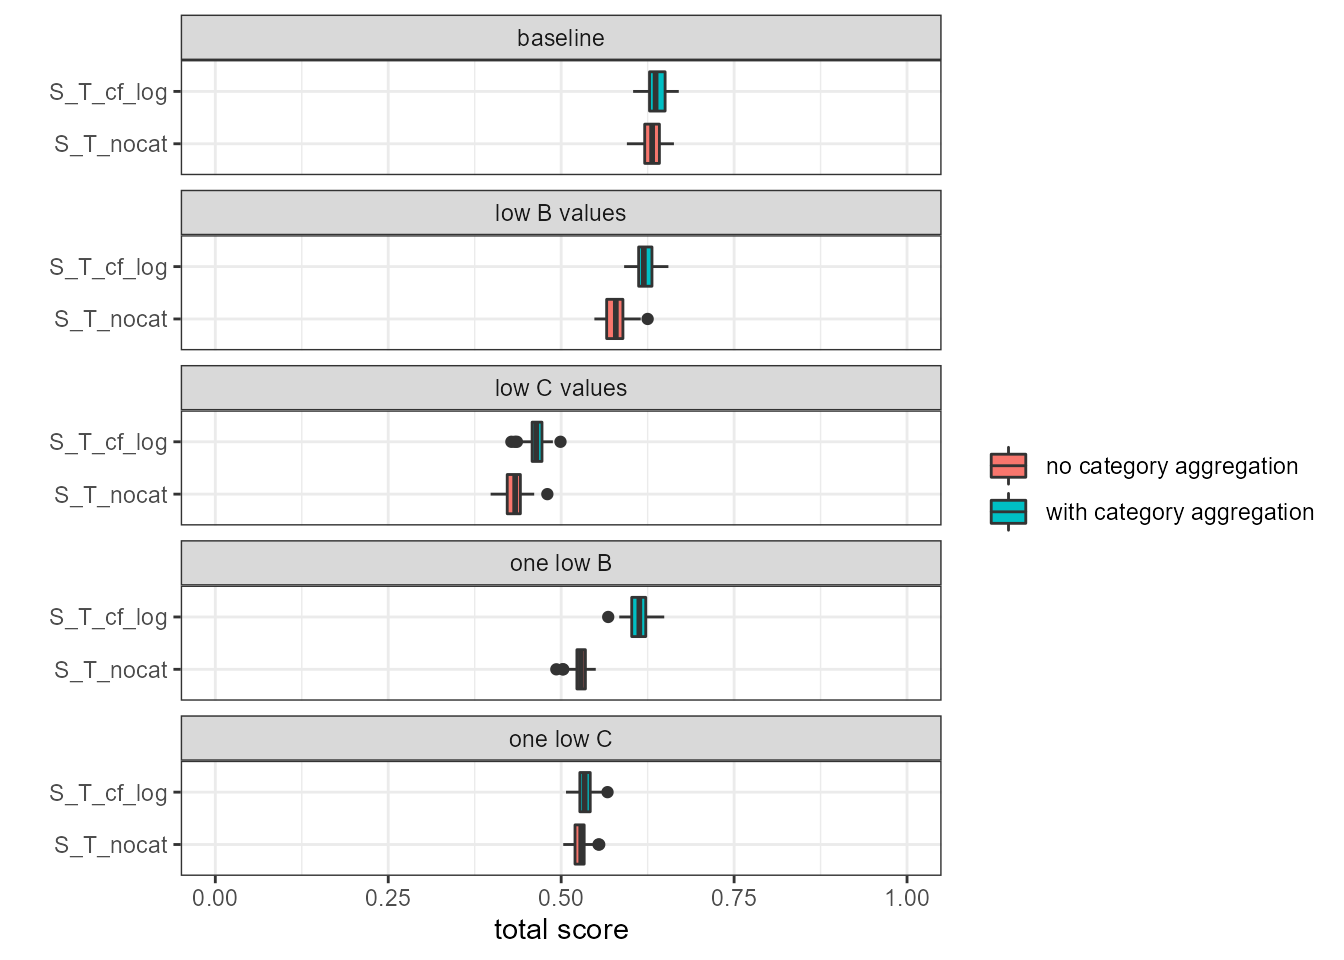 baseline
S_T_cf_log
S_T_nocat
low B values
S_T_cf_log
S_T_nocat
low C values
S_T_cf_log
S_T_nocat
one low B
S_T_cf_log
S_T_nocat
one low C
S_T_cf_log
S_T_nocat
0.00 0.25 0.50 0.75 1.00
total score
no category aggregation
with category aggregation